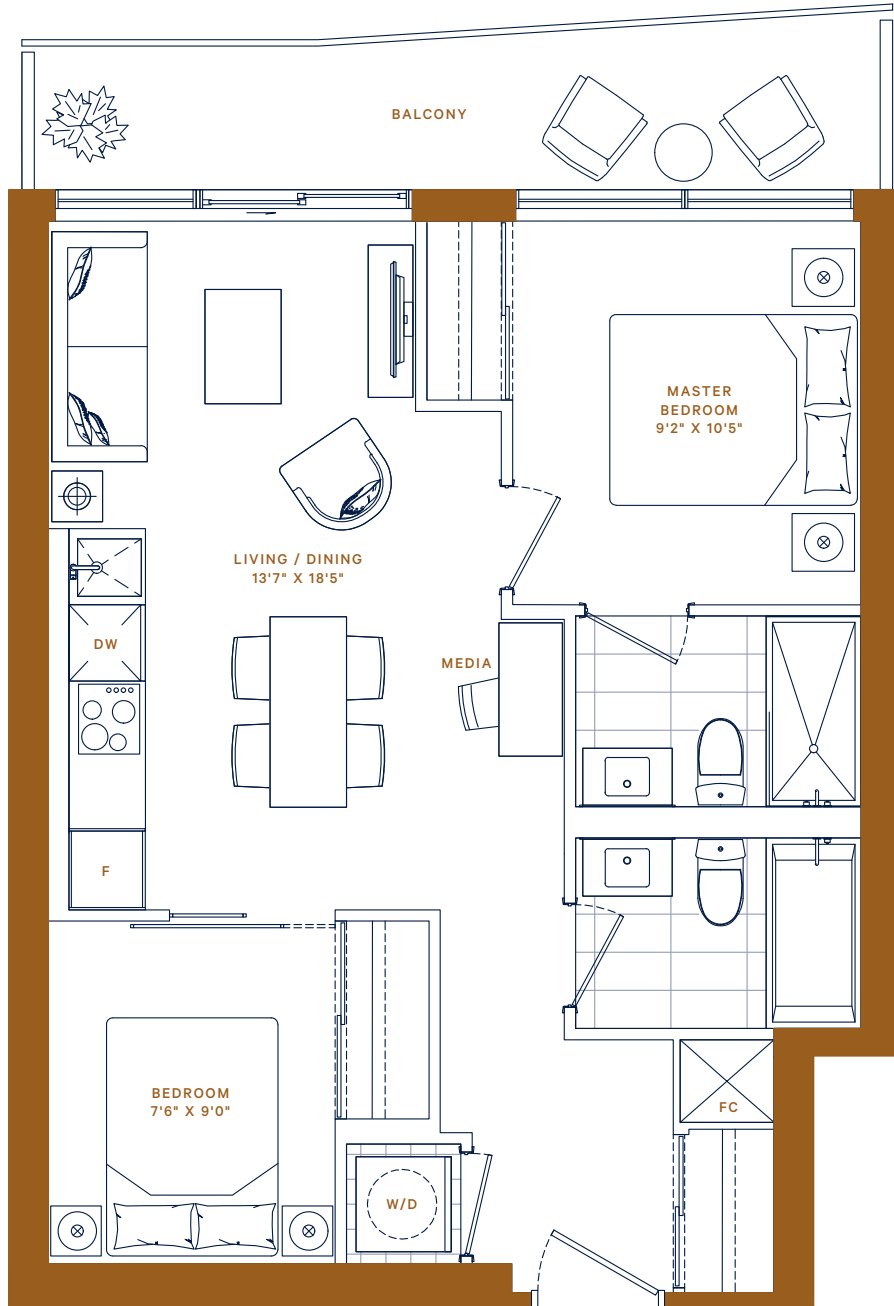 BALCONY
MASTER
BEDROOM
9'2" X 10'5"
LIVING / DINING
13'7" X 18'5"
DW
MEDIA
F
BEDROOM
7'6" X 9'0"
FC
W/D